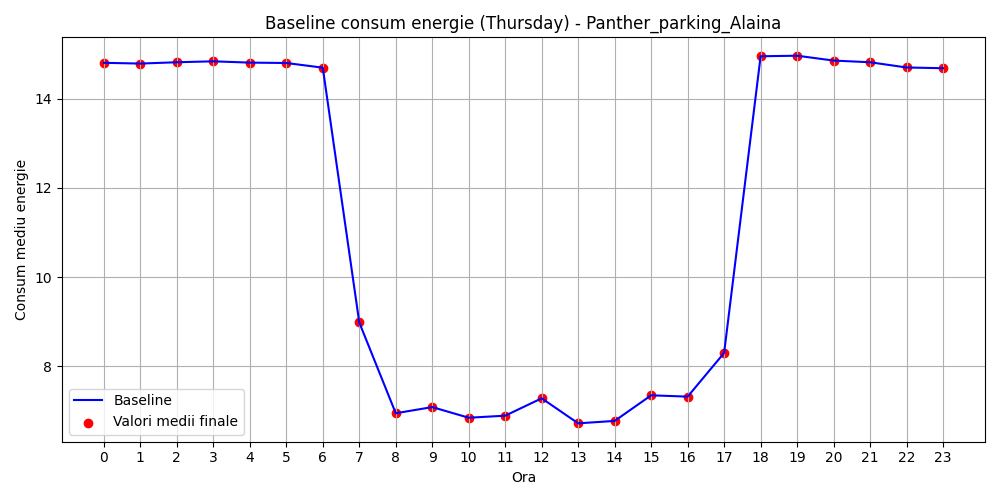 Baseline consum energie (Thursday) - Panther_parking_Alaina
Consum mediu energie
14
12
10
8
Baseline
Valori medii finale
0 1 2 3 4 5 6 7 8 9 10 11 12 13 14 15 16 17 18 19 20 21 22 23
Ora